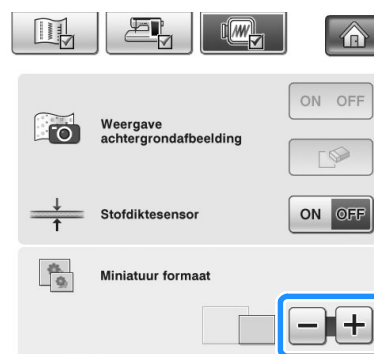 ON OFF
Weergave
achtergrondafbeelding
Stofdiktesensor
ON OFF
Miniatuur formaat
− +